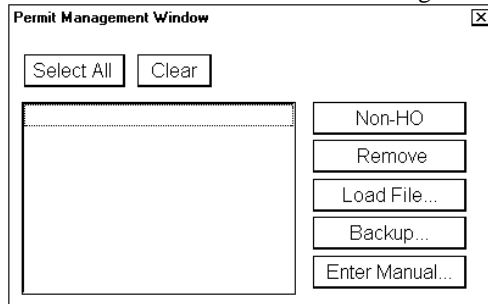 Permit Management Window
Select All Clear
Non-HO
Remove
Load File...
Backup...
Enter Manual...